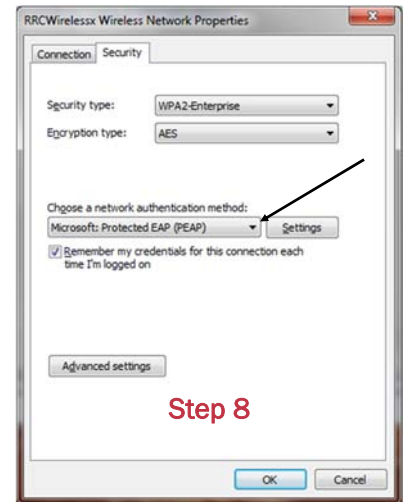 RRCWirelessx Wireless Network Properties
Connection
Security
Security type:
WPA2-Enterprise
Encryption type:
AES
Choose a network authentication method:
Microsoft: Protected EAP (PEAP)
Settings
Remember my credentials for this connection each
time I'm logged on
Advanced settings
Step 8
OK
Cancel